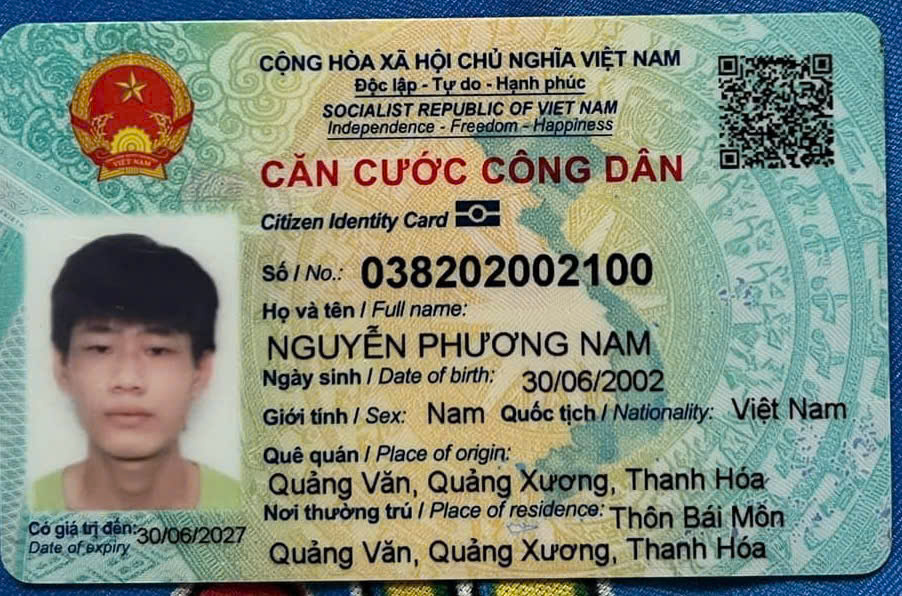 CỘNG HÒA XÃ HỘI CHỦ NGHĨA VIỆT NAM
Độc lập - Tự do - Hạnh phúc
SOCIALIST REPUBLIC OF VIET NAM
Independence - Freedom - Happiness
CĂN CƯỚC CÔNG DÂN
Citizen Identity Card
Số / No.: 038202002100
Họ và tên / Full name:
NGUYỄN PHƯƠNG NAM
Ngày sinh / Date of birth: 30/06/2002
Giới tính / Sex: Nam Quốc tịch / Nationality: Việt Nam
Quê quán / Place of origin:
Quảng Văn, Quảng Xương, Thanh Hóa
Nơi thường trú / Place of residence: Thôn Bái Môn
Quảng Văn, Quảng Xương, Thanh Hóa
Có giá trị đến: 30/06/2027
Date of expiry
VIỆT NAM